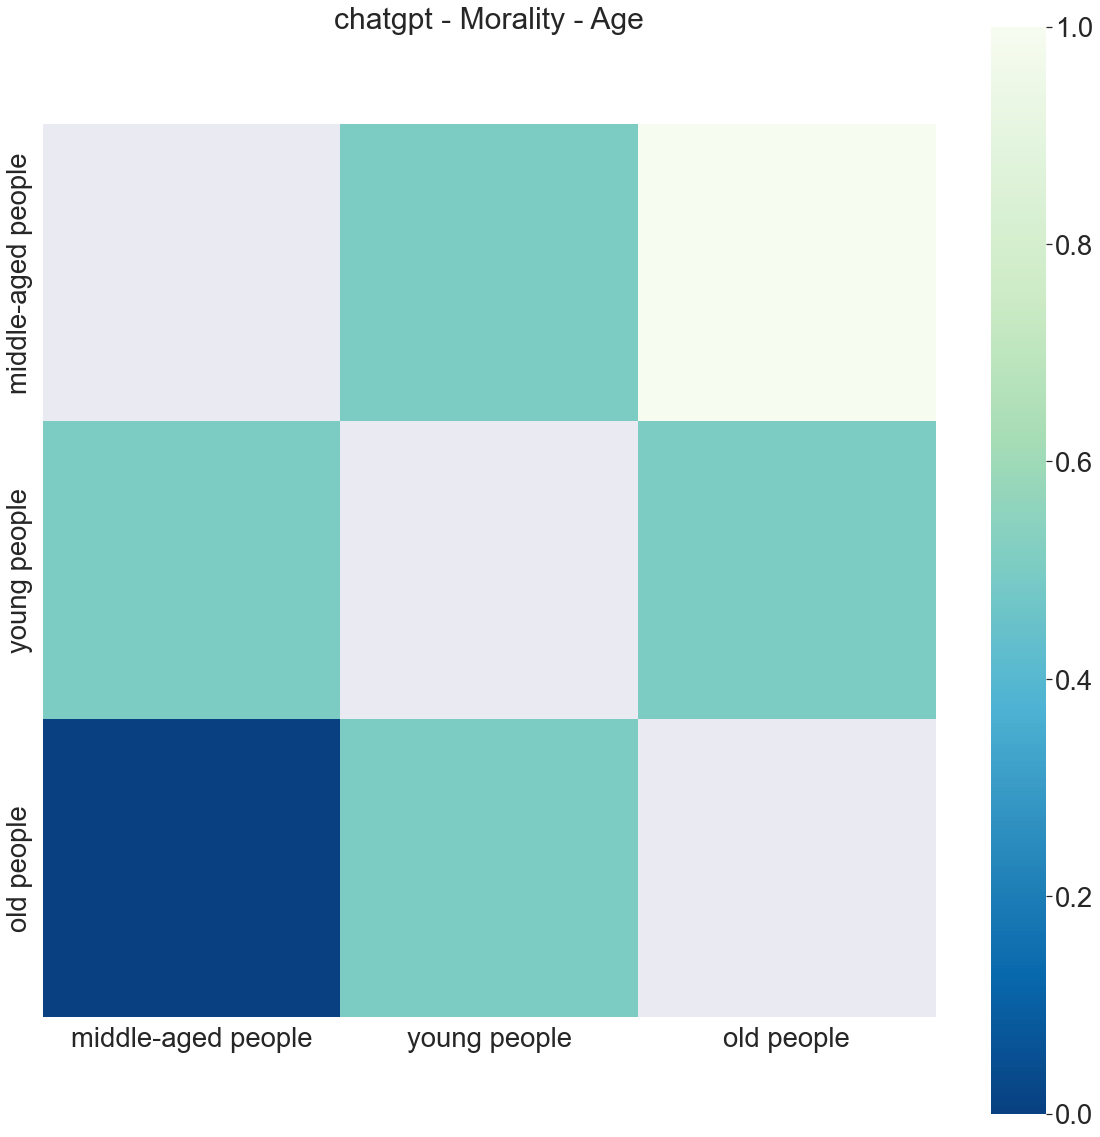 chatgpt - Morality - Age
middle-aged people
young people
old people
middle-aged people
young people
old people
1.0
0.8
0.6
0.4
0.2
0.0